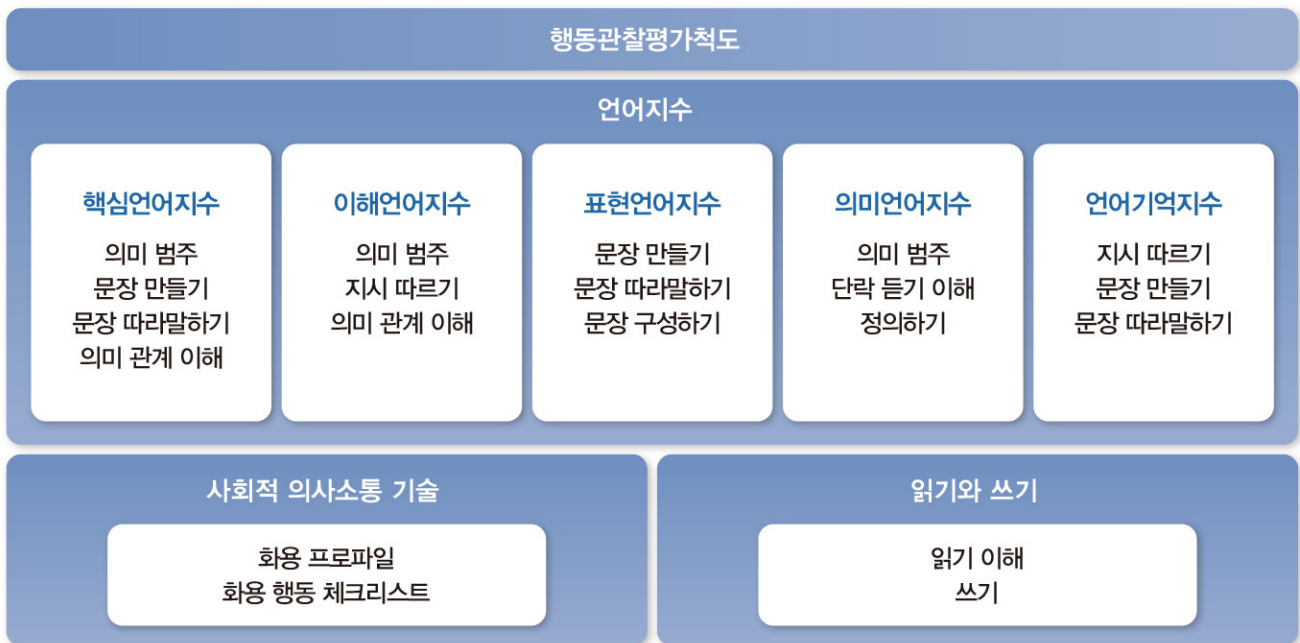 행동관찰평가척도
언어지수
핵심언어지수
의미 범주
문장 만들기
문장 따라말하기
의미 관계 이해
이해언어지수
의미 범주
지시 따르기
의미 관계 이해
표현언어지수
문장 만들기
문장 따라말하기
문장 구성하기
의미언어지수
의미 범주
단락 듣기 이해
정의하기
언어기억지수
지시 따르기
문장 만들기
문장 따라말하기
사회적 의사소통 기술
화용 프로파일
화용 행동 체크리스트
읽기와 쓰기
읽기 이해
쓰기